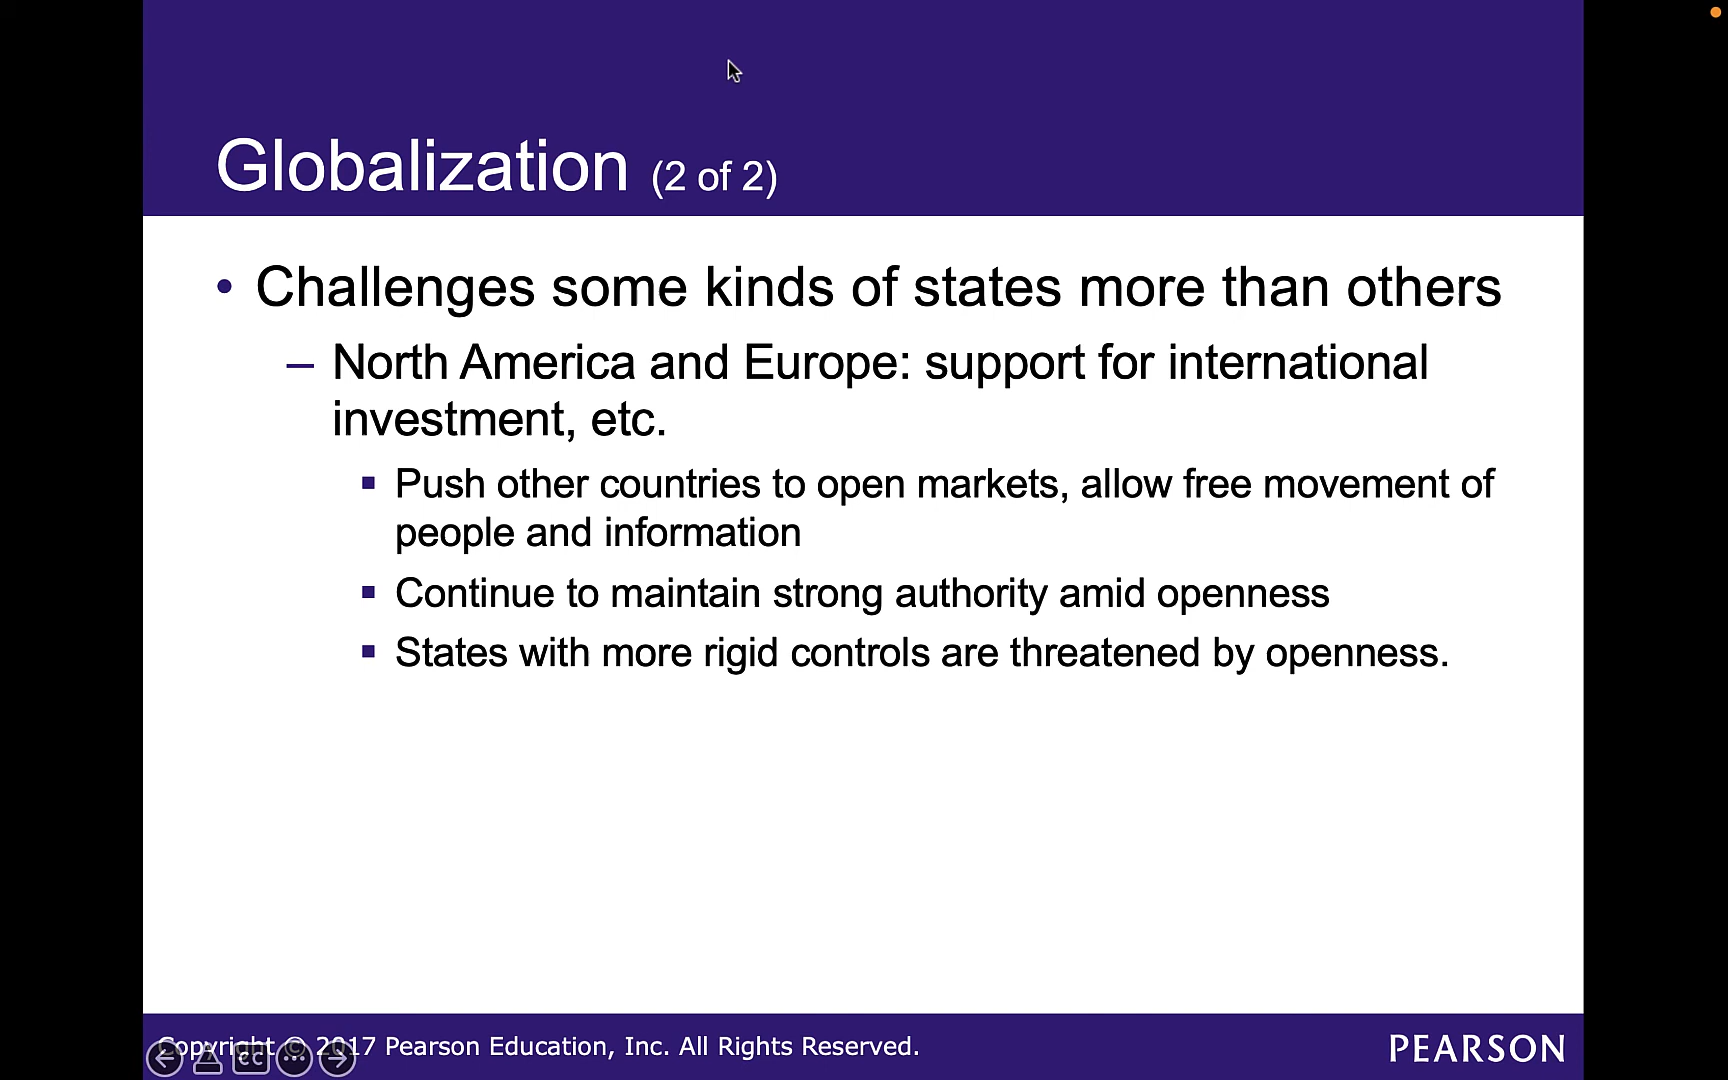 Globalization (2 of 2)
• Challenges some kinds of states more than others
– North America and Europe: support for international
investment, etc.
▪ Push other countries to open markets, allow free movement of
people and information
▪ Continue to maintain strong authority amid openness
▪ States with more rigid controls are threatened by openness.
Copyright © 2017 Pearson Education, Inc. All Rights Reserved.
CC
PEARSON